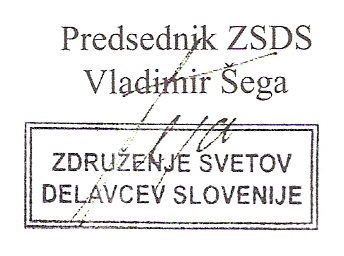 Predsednik ZSDS
Vladimir Šega
ZDRUŽENJE SVETOV
DELAVCEV SLOVENIJE